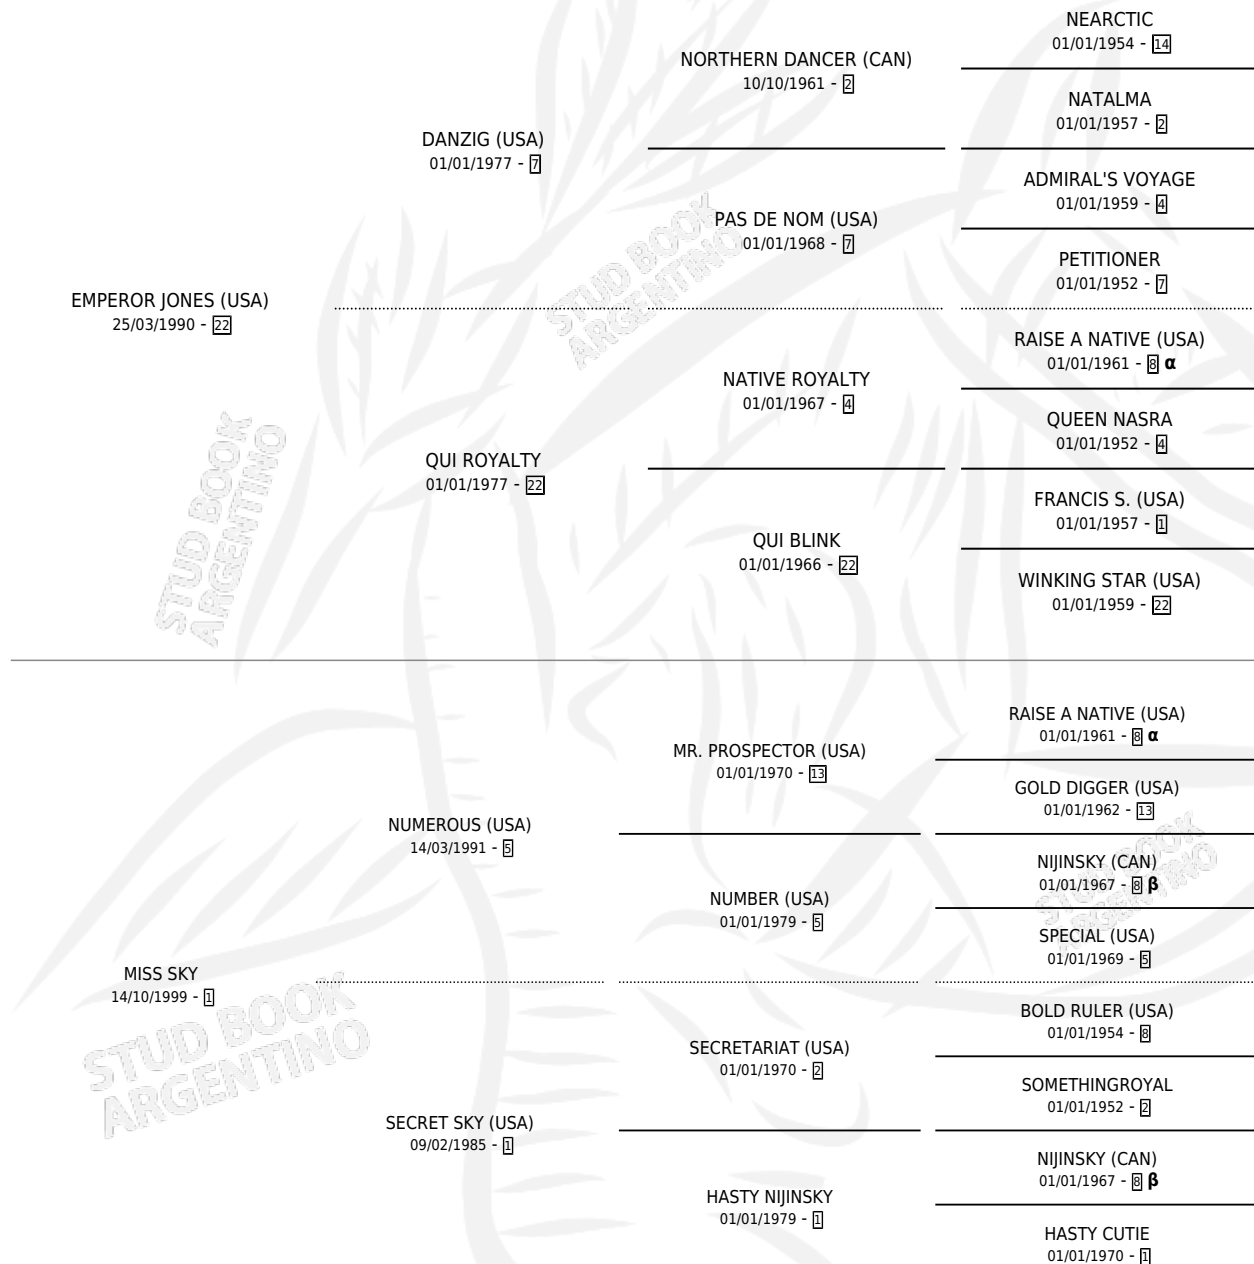 NEARCTIC
01/01/1954 - 14
NORTHERN DANCER (CAN)
10/10/1961 - 2
NATALMA
01/01/1957 - 2
DANZIG (USA)
01/01/1977 - 7
ADMIRAL'S VOYAGE
01/01/1959 - 4
PAS DE NOM (USA)
01/01/1968 - 7
PETITIONER
01/01/1952 - 7
EMPEROR JONES (USA)
25/03/1990 - 22
RAISE A NATIVE (USA)
01/01/1961 - 8 α
NATIVE ROYALTY
01/01/1967 - 4
QUEEN NASRA
01/01/1952 - 4
QUI ROYALTY
01/01/1977 - 22
FRANCIS S. (USA)
01/01/1957 - 1
QUI BLINK
01/01/1966 - 22
WINKING STAR (USA)
01/01/1959 - 22
RAISE A NATIVE (USA)
01/01/1961 - 8 α
MR. PROSPECTOR (USA)
01/01/1970 - 13
GOLD DIGGER (USA)
01/01/1962 - 13
NUMEROUS (USA)
14/03/1991 - 5
NIJINSKY (CAN)
01/01/1967 - 8 β
NUMBER (USA)
01/01/1979 - 5
SPECIAL (USA)
01/01/1969 - 5
MISS SKY
14/10/1999 - 1
BOLD RULER (USA)
01/01/1954 - 8
SECRETARIAT (USA)
01/01/1970 - 2
SOMETHINGROYAL
01/01/1952 - 2
SECRET SKY (USA)
09/02/1985 - 1
NIJINSKY (CAN)
01/01/1967 - 8 β
HASTY NIJINSKY
01/01/1979 - 1
HASTY CUTIE
01/01/1970 - 1
STUD BOOK
ARGENTINO
STUD BOOK
ARGENTINO
STUD BOOK
ARGENTINO
STUD BOOK
ARGENTINO